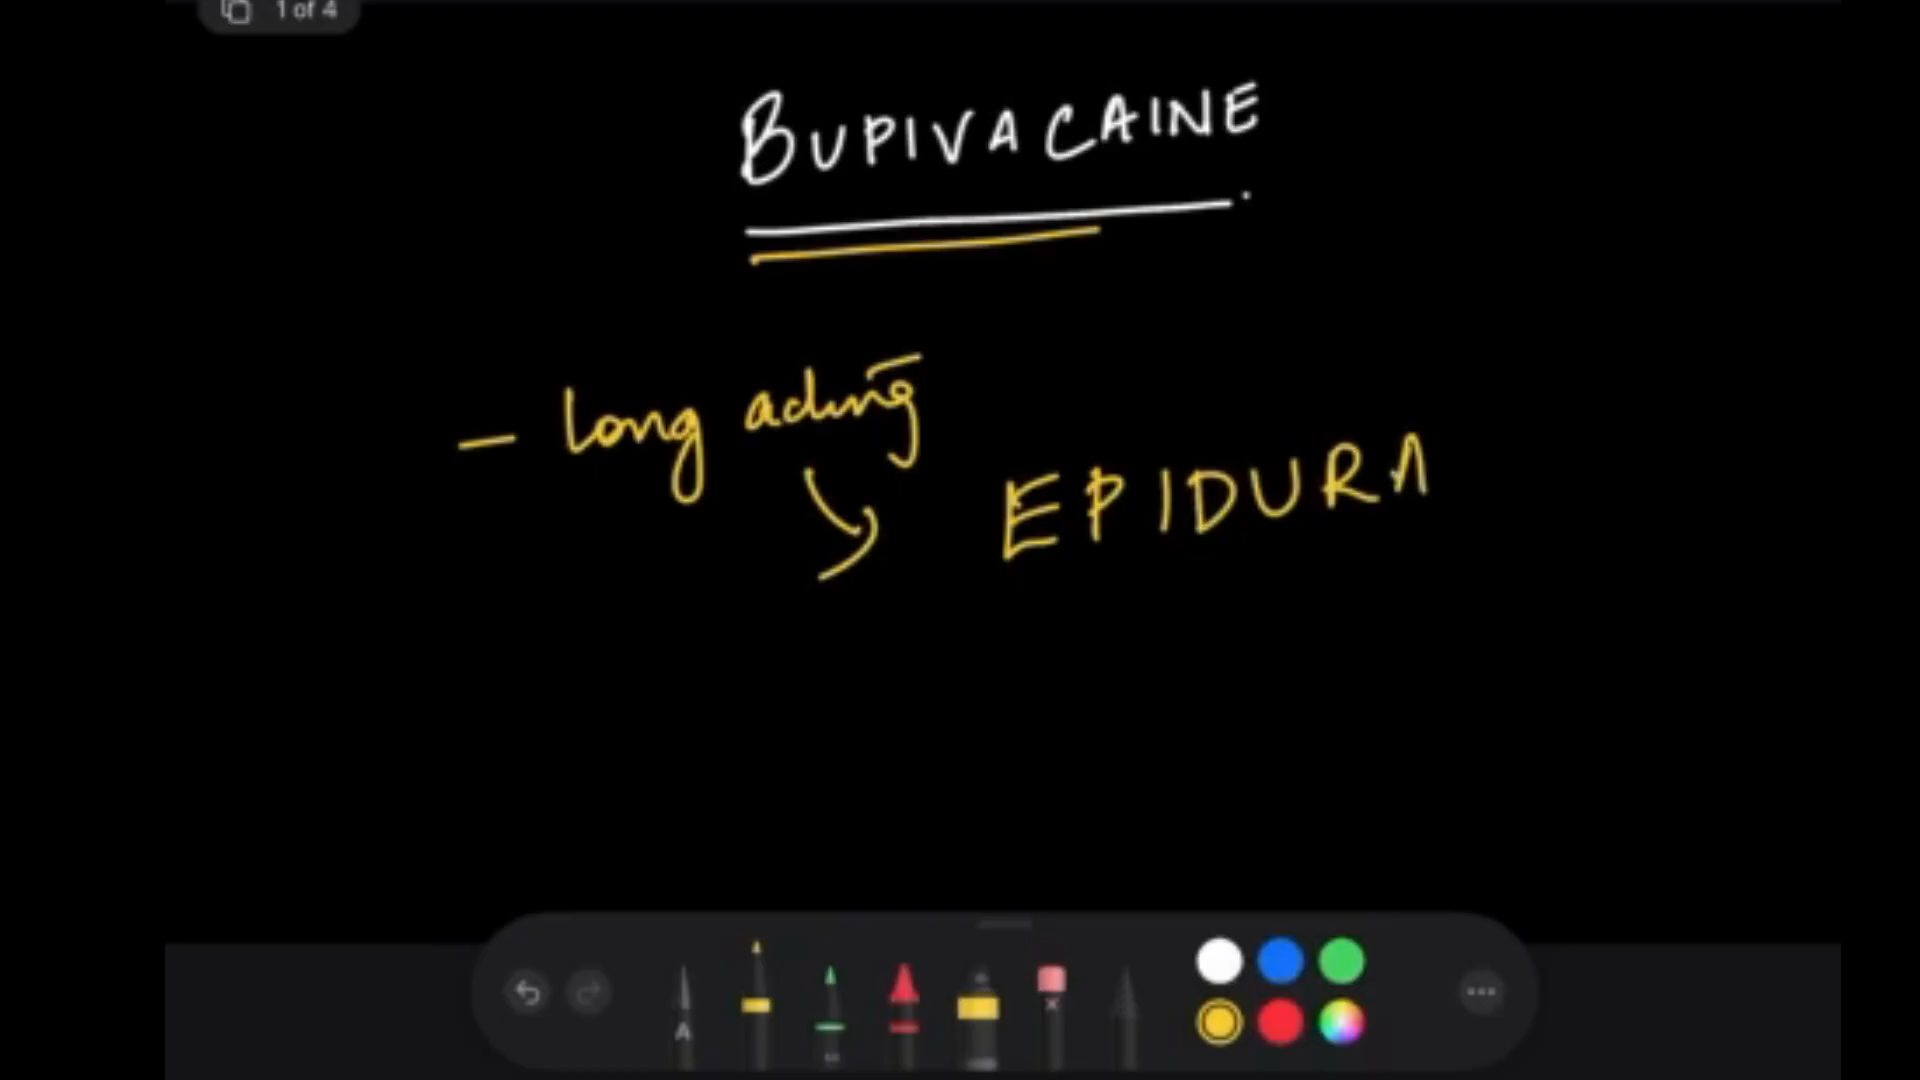 1 of 4
BUPIVACAINE
- long acting
EPIDURA
A